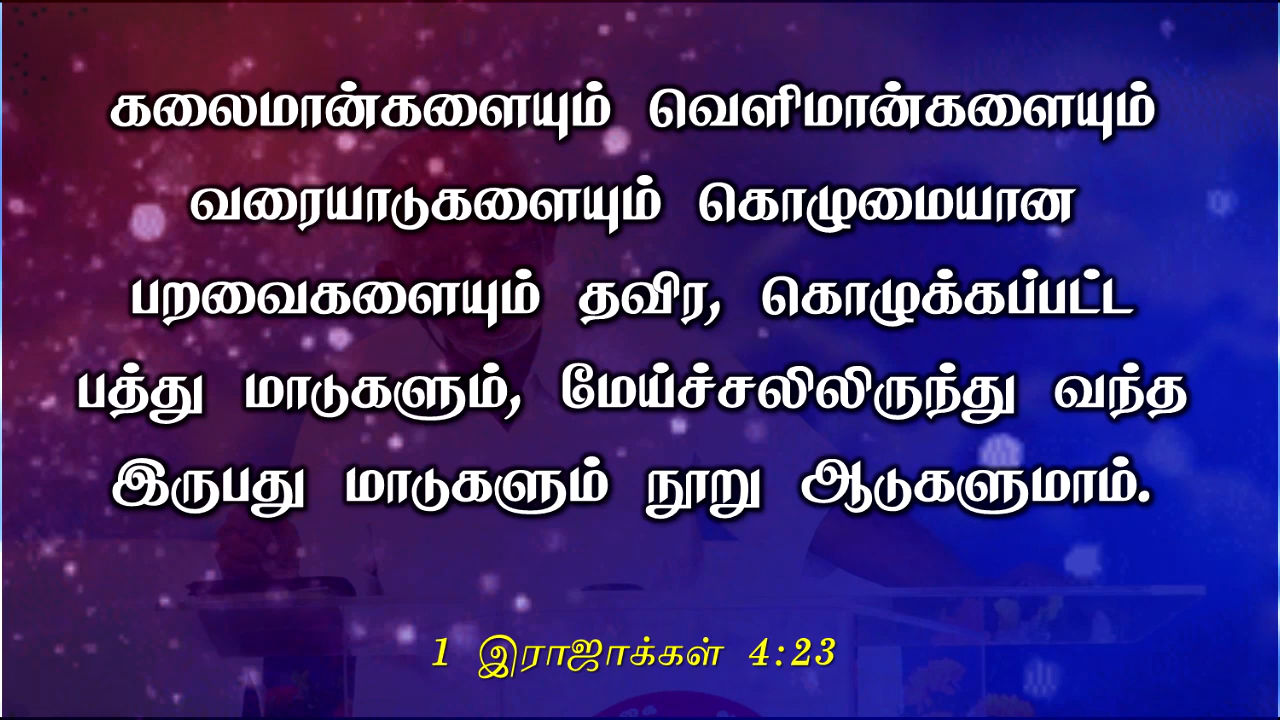 கலைமான்களையும் வெளிமான்களையும்
வரையாடுகளையும் கொழுமையான
பறவைகளையும் தவிர, கொழுக்கப்பட்ட
பத்து மாடுகளும், மேய்ச்சலிலிருந்து வந்த
இருபது மாடுகளும் நூறு ஆடுகளுமாம்.
1 இராஜாக்கள் 4:23